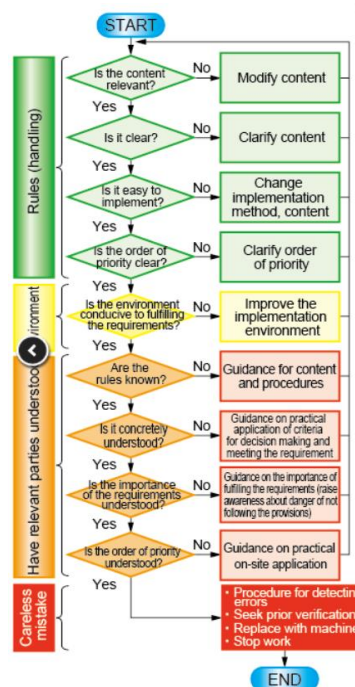 START
Rules (handling)
Is the content
relevant?
No
Modify content
Yes
Is it clear?
No
Clarify content
Yes
Is it easy to
implement?
No
Change
implementation
method, content
Yes
Is the order of
priority clear?
No
Clarify order
of priority
Yes
Is the environment
conducive to fulfilling
the requirements?
No
Improve the
implementation
environment
Yes
Have relevant parties understood
Are the
rules known?
No
Guidance for content
and procedures
Yes
Is it concretely
understood?
No
Guidance on practical
application of criteria
for decision making and
meeting the requirement
Yes
Is the importance
of the requirements
understood?
No
Guidance on the importance of
fulfilling the requirements (raise
awareness about danger of not
following the provisions)
Yes
Is the order of priority
understood?
No
Guidance on practical
on-site application
Yes
Careless
mistake
• Procedure for detecting
errors
• Seek prior verification
• Replace with machine
• Stop work
END